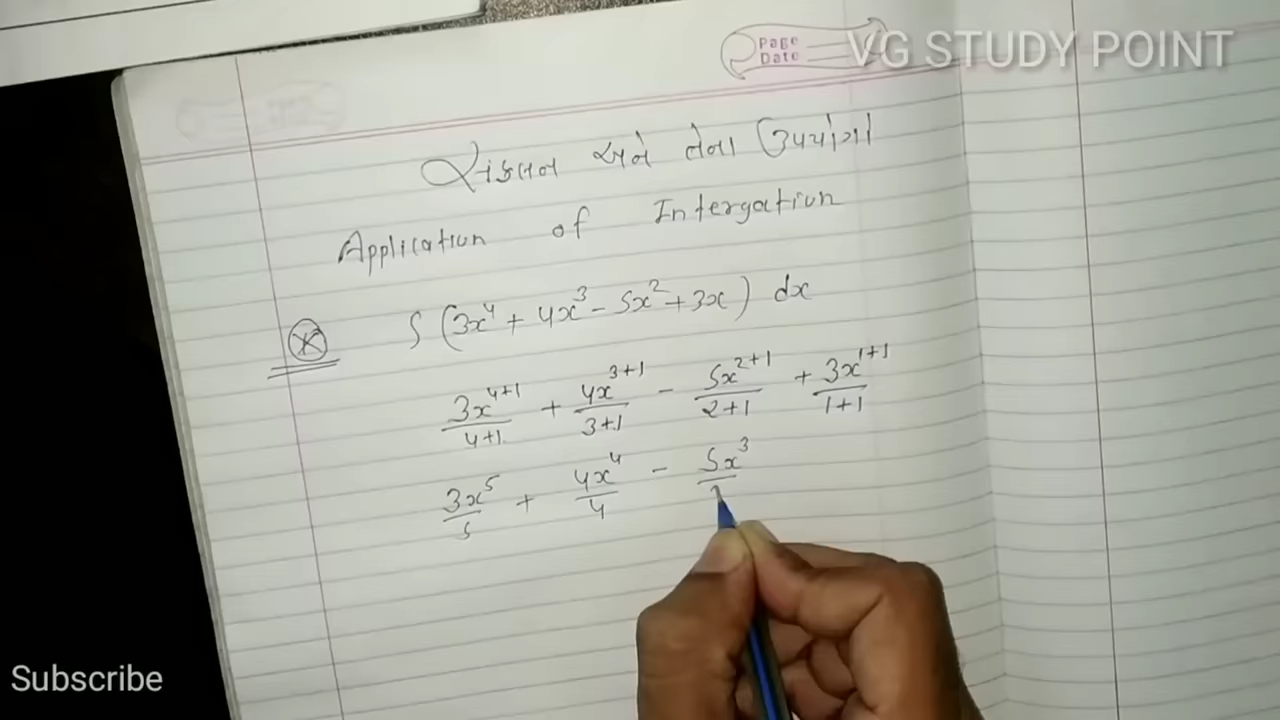 Page
Date
VG STUDY POINT
સંકલન અને તેના ઉપયોગો
Application of Intergation
* ∫ (3x⁴ + 4x³ - 5x² + 3x) dx
3x⁴⁺¹/4+1 + 4x³⁺¹/3+1 - 5x²⁺¹/2+1 + 3x¹⁺¹/1+1
3x⁵/5 + 4x⁴/4 - 5x³/
Subscribe